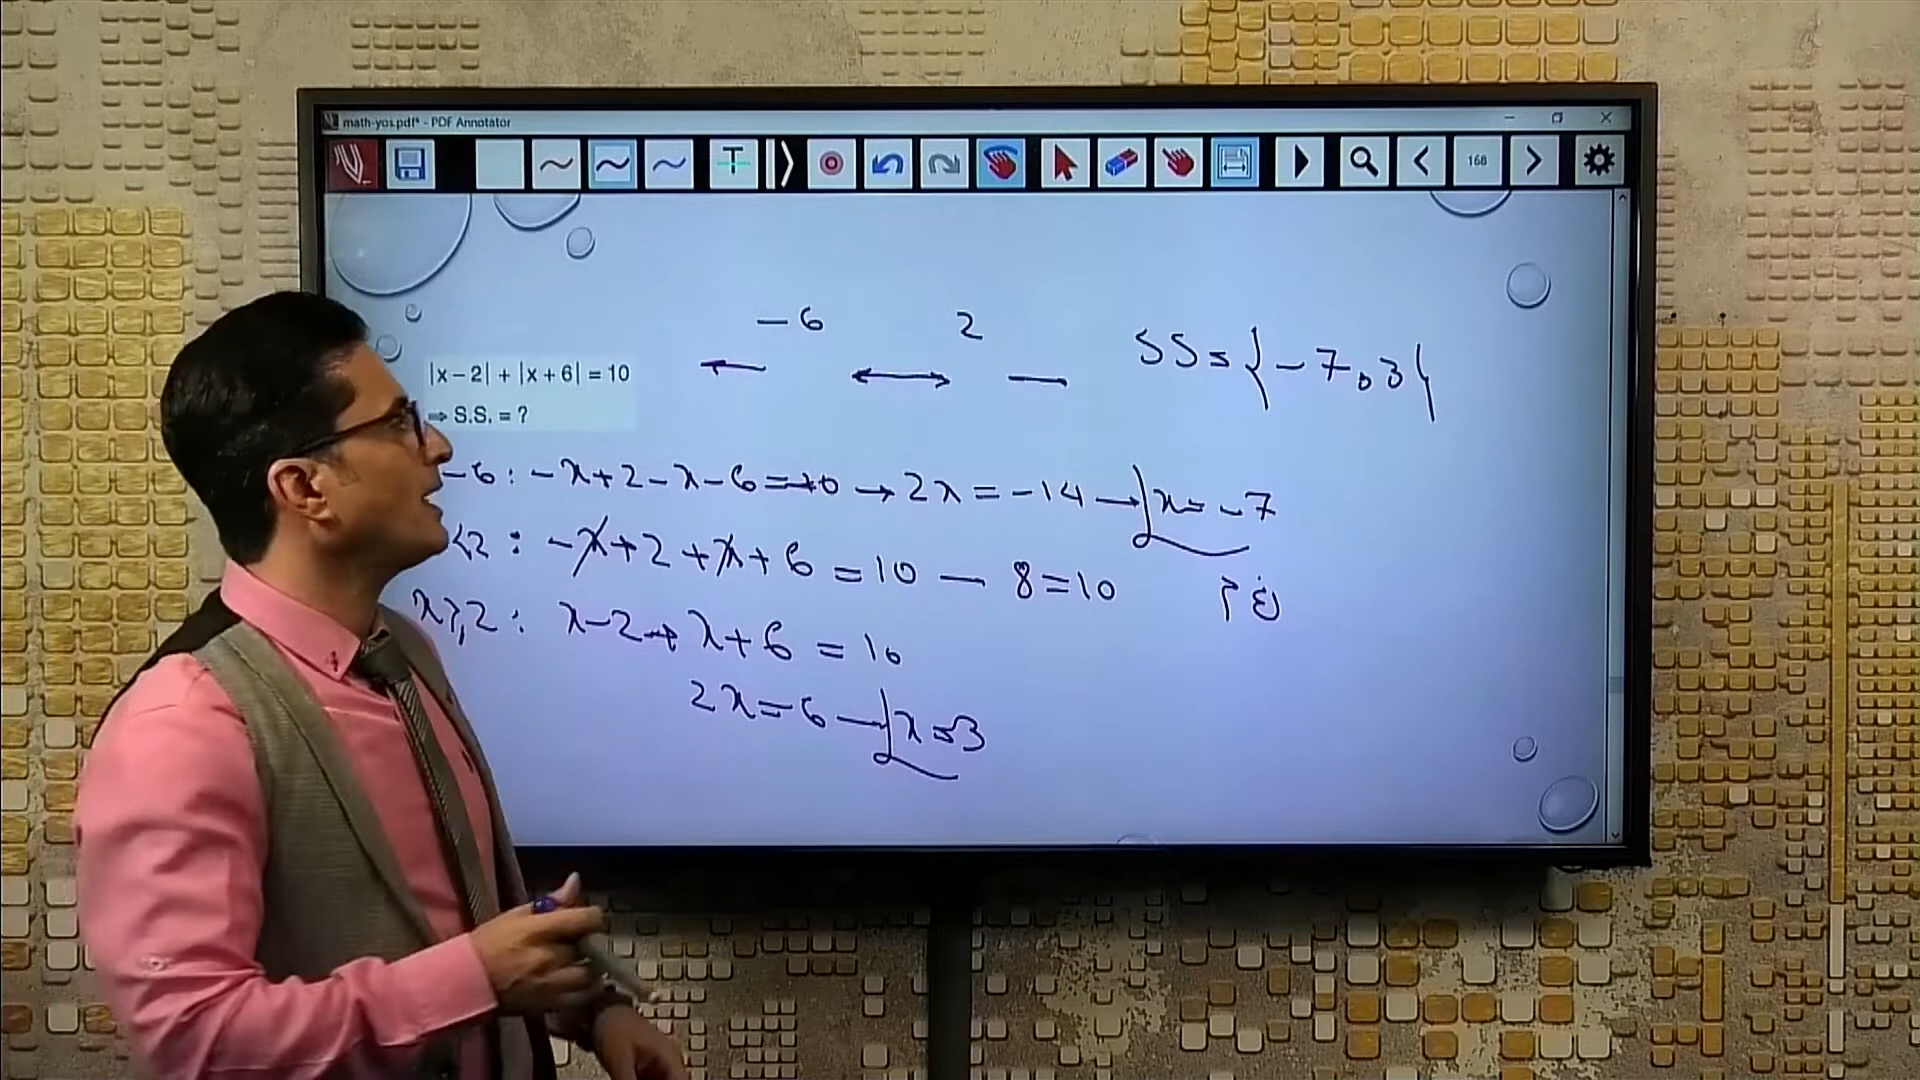 math-yos.pdf* - PDF Annotator
168
-6 2
SS = {-7, 3}
|x-2| + |x+6| = 10
⇒ S.S. = ?
-6 : -x+2-x-6=10 → 2x = -14 → x = -7
<2 : -x+2+x+6 = 10 — 8=10
x≥2 : x-2+x+6 = 10
2x=6 → x=3